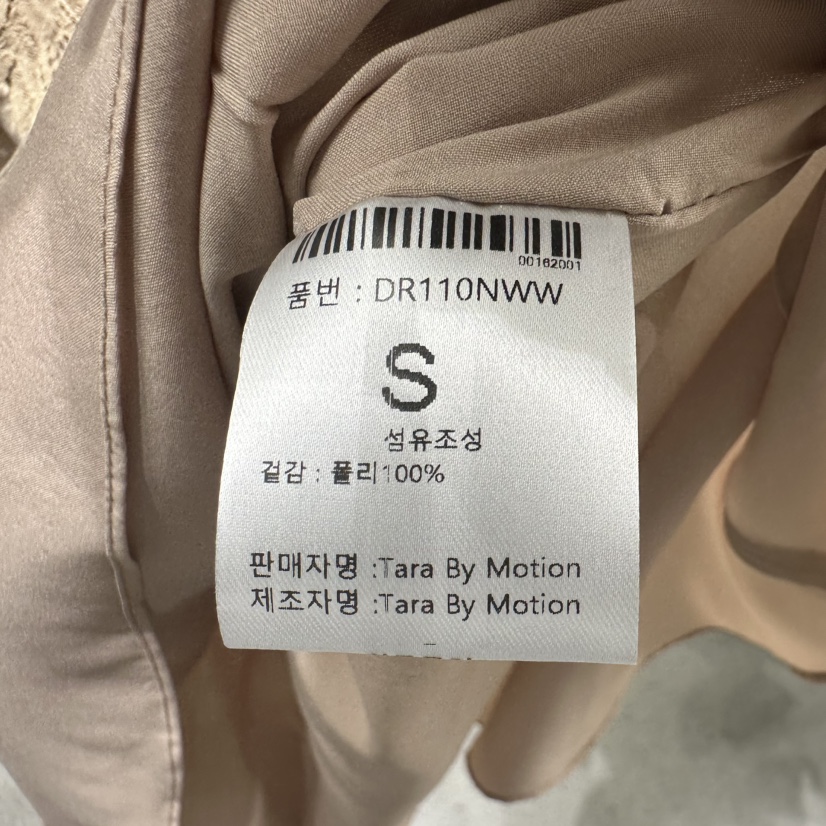 00162001
품번 : DR110NWW
S
섬유조성
겉감 : 폴리100%
판매자명 :Tara By Motion
제조자명 :Tara By Motion